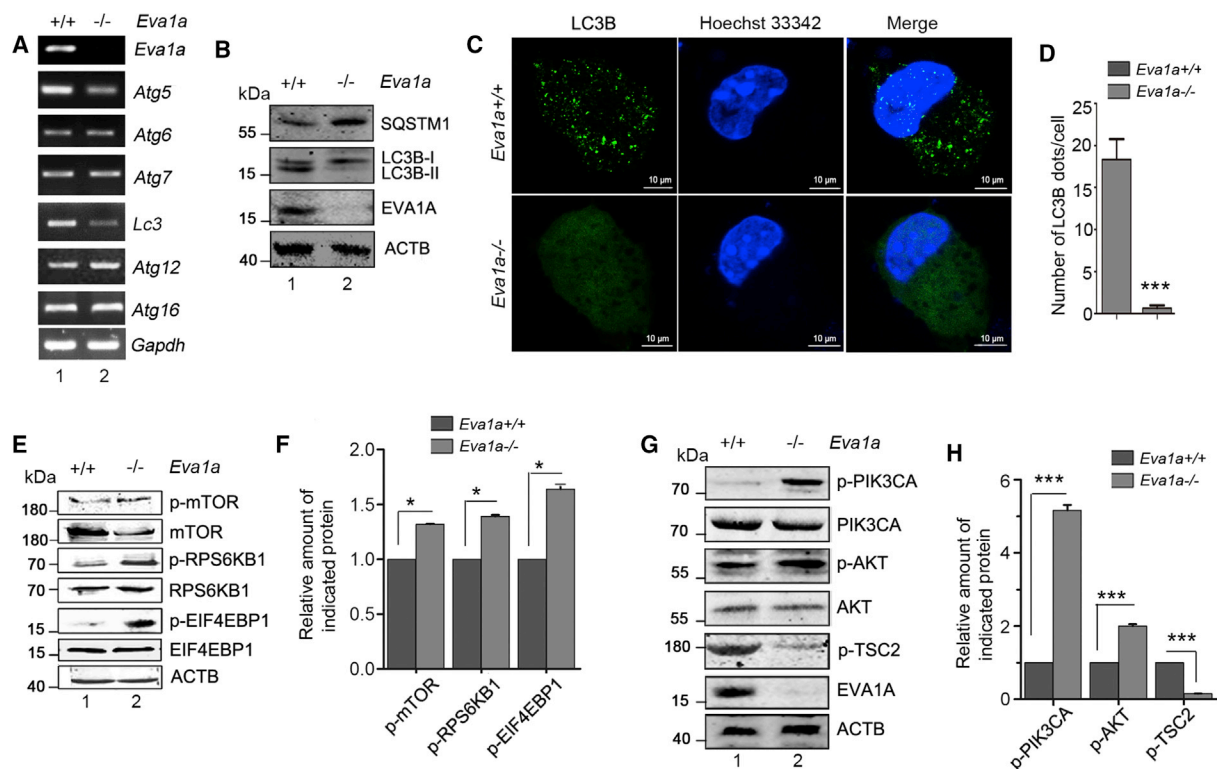 A
+/+ -/- Eva1a
Eva1a
Atg5
Atg6
Atg7
Lc3
Atg12
Atg16
Gapdh
1 2
B
+/+ -/- Eva1a
kDa
55
SQSTM1
LC3B-I
15
LC3B-II
EVA1A
15
ACTB
40
1 2
C
LC3B Hoechst 33342 Merge
Eva1a+/+
10 µm 10 µm 10 µm
Eva1a-/-
10 µm 10 µm 10 µm
D
Eva1a+/+
Eva1a-/-
Number of LC3B dots/cell
25
20
15
10
5
0
***
E
+/+ -/- Eva1a
kDa
p-mTOR
180
mTOR
180
p-RPS6KB1
70
RPS6KB1
70
p-EIF4EBP1
15
EIF4EBP1
15
ACTB
40
1 2
F
Eva1a+/+
Eva1a-/-
Relative amount of
indicated protein
2.0
1.5
1.0
0.5
0.0
* * *
p-mTOR
p-RPS6KB1
p-EIF4EBP1
G
+/+ -/- Eva1a
kDa
p-PIK3CA
70
PIK3CA
70
p-AKT
55
AKT
55
180
p-TSC2
EVA1A
15
ACTB
40
1 2
H
Eva1a+/+
Eva1a-/-
Relative amount of
indicated protein
6
4
2
1
0
*** *** ***
p-PIK3CA
p-AKT
p-TSC2